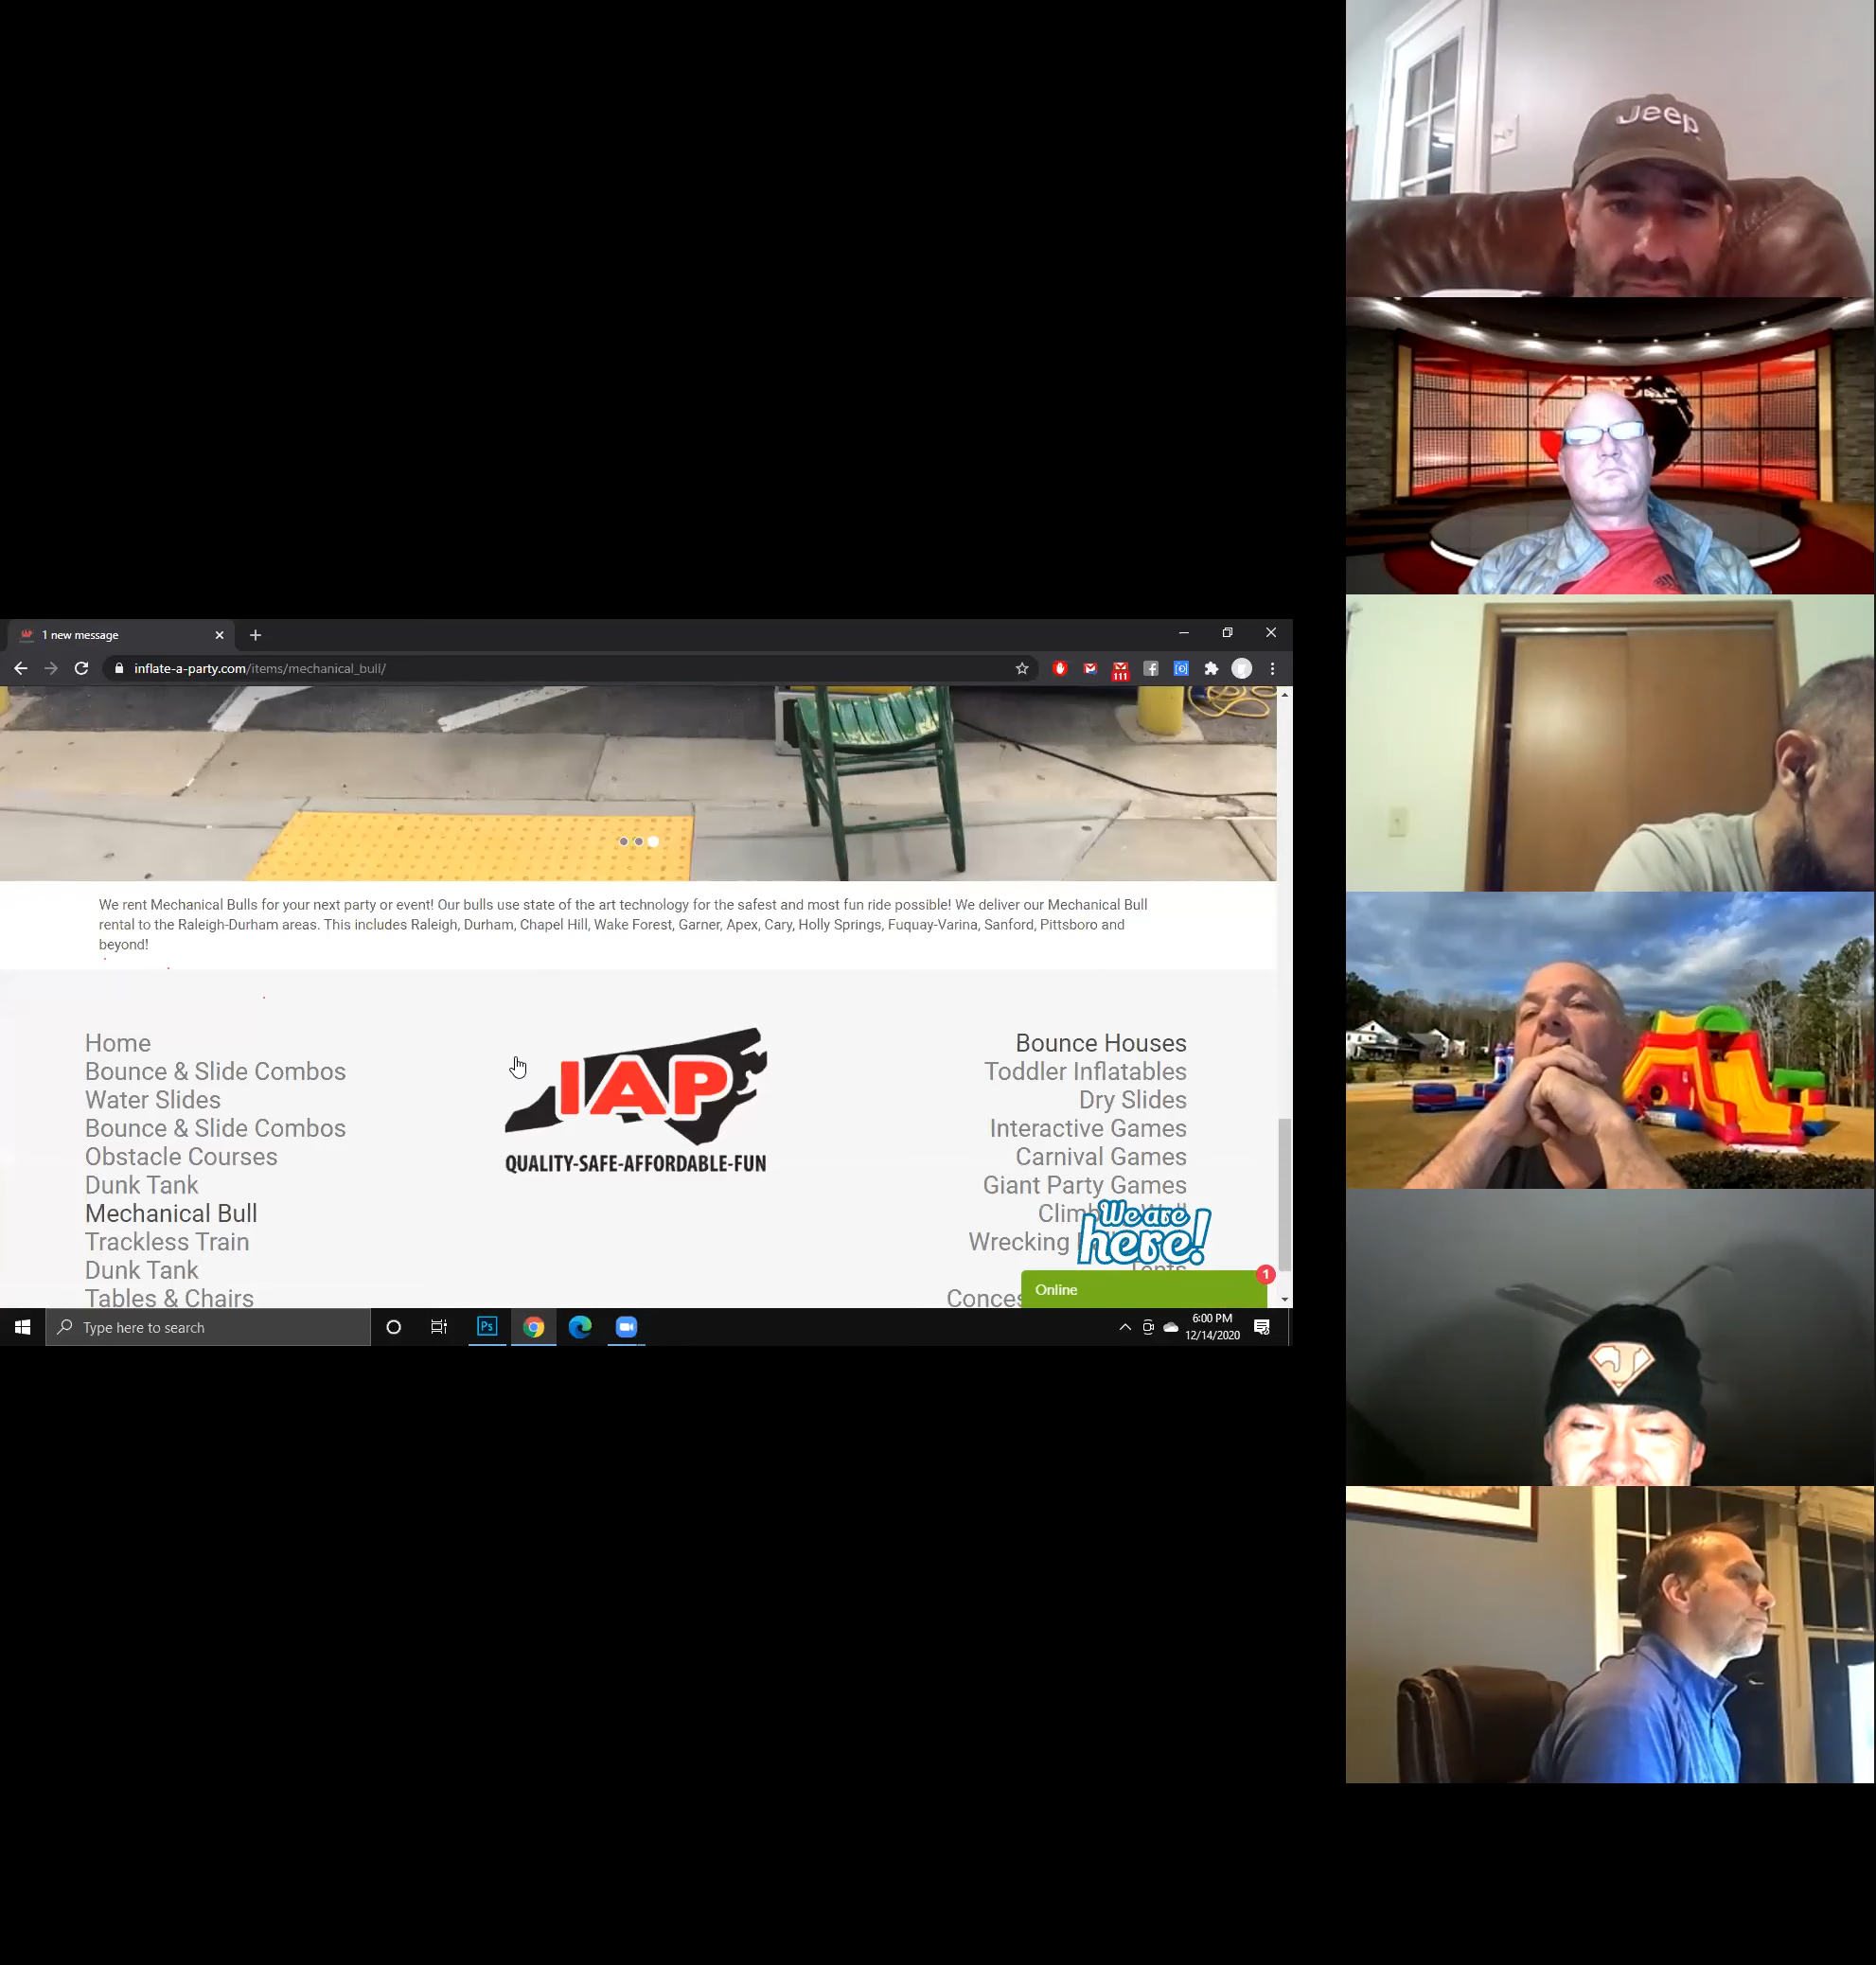 Jeep
1 new message
inflate-a-party.com/items/mechanical_bull/
111
We rent Mechanical Bulls for your next party or event! Our bulls use state of the art technology for the safest and most fun ride possible! We deliver our Mechanical Bull
rental to the Raleigh-Durham areas. This includes Raleigh, Durham, Chapel Hill, Wake Forest, Garner, Apex, Cary, Holly Springs, Fuquay-Varina, Sanford, Pittsboro and
beyond!
Home
Bounce & Slide Combos
Water Slides
Bounce & Slide Combos
Obstacle Courses
Dunk Tank
Mechanical Bull
Trackless Train
Dunk Tank
Tables & Chairs
IAP
QUALITY-SAFE-AFFORDABLE-FUN
Bounce Houses
Toddler Inflatables
Dry Slides
Interactive Games
Carnival Games
Giant Party Games
Wrecking
Tents
We are
here!
Online
1
Type here to search
Ps
6:00 PM
12/14/2020
J